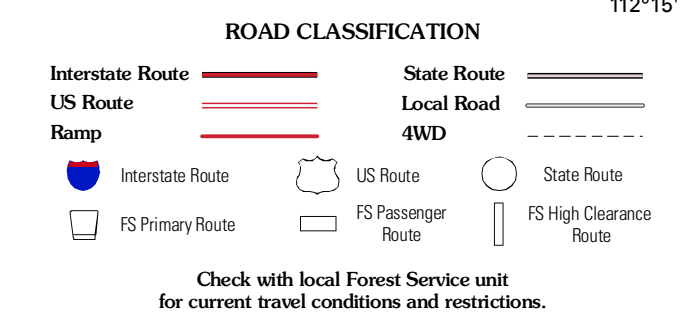 112°15'
ROAD CLASSIFICATION
Interstate Route
State Route
US Route
Local Road
Ramp
4WD
Interstate Route
US Route
State Route
FS Primary Route
FS Passenger
Route
FS High Clearance
Route
Check with local Forest Service unit
for current travel conditions and restrictions.